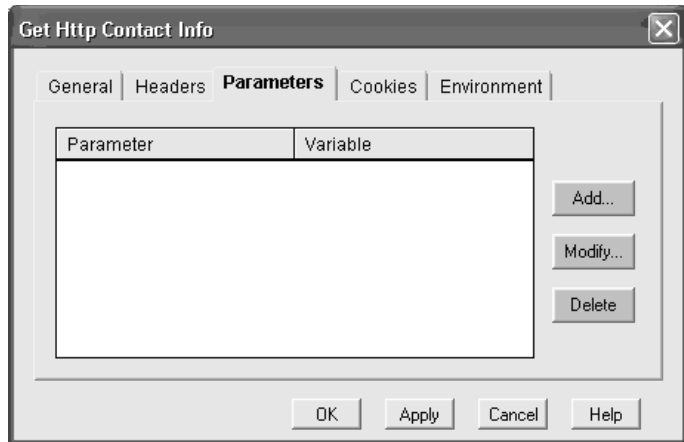 Get Http Contact Info
General Headers Parameters Cookies Environment
Parameter Variable
Add...
Modify...
Delete
OK Apply Cancel Help